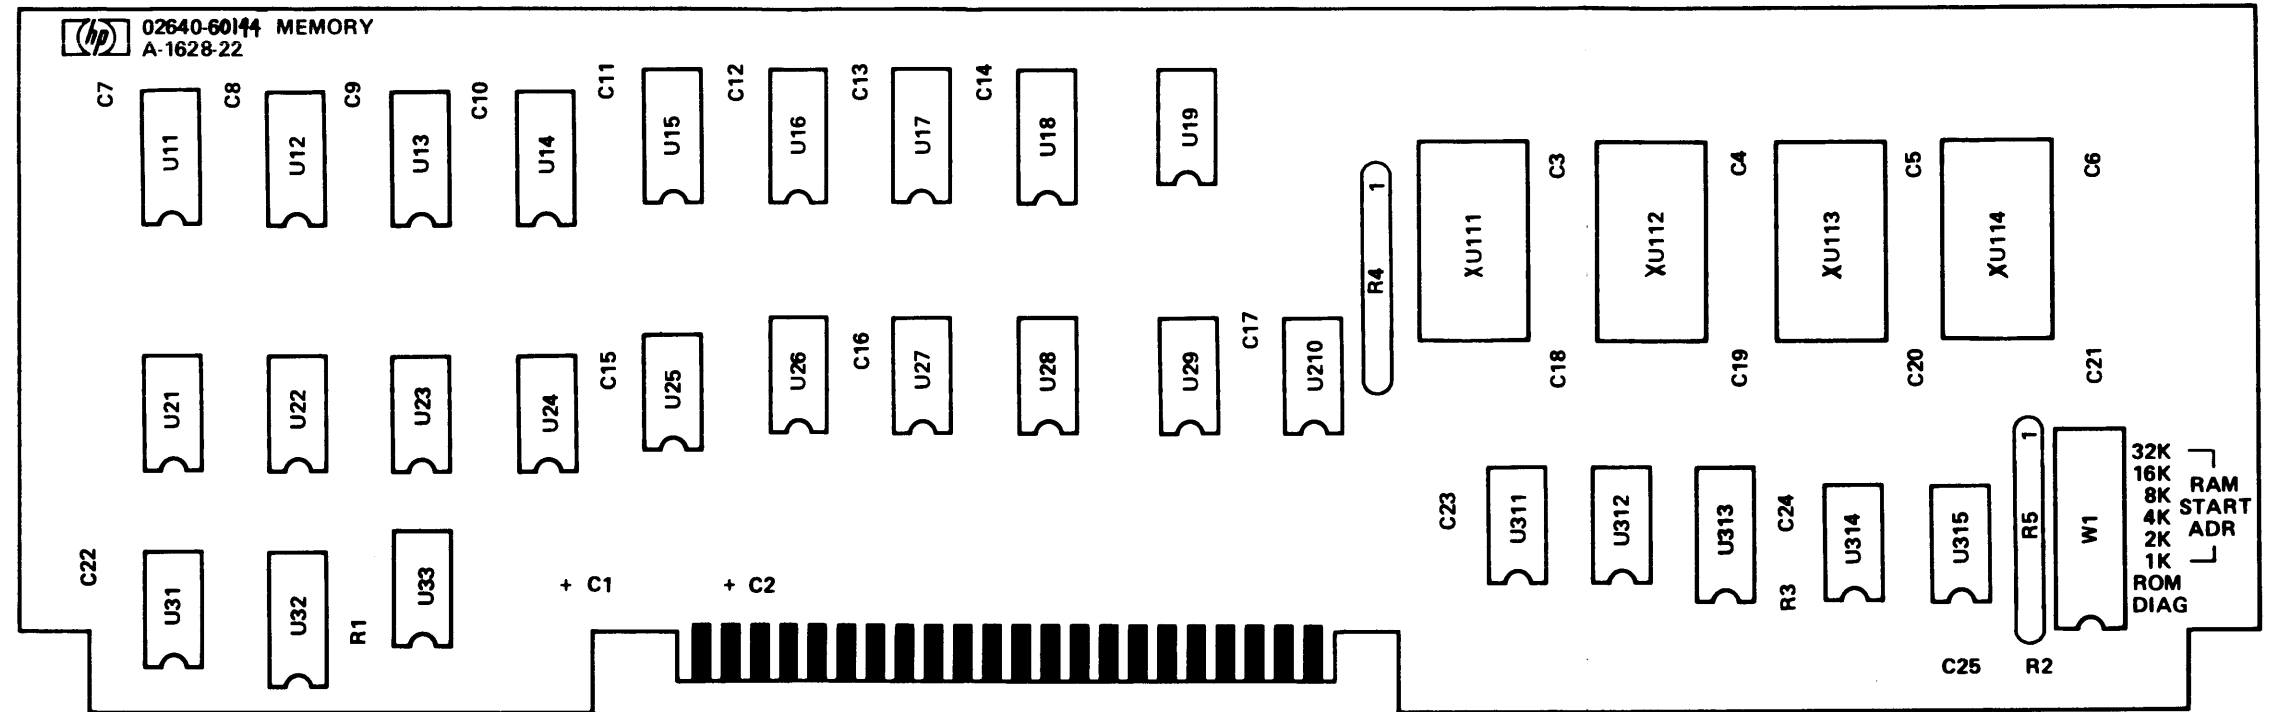 hp
02640-60144 MEMORY
A-1628-22
C7
U11
C8
U12
C9
U13
C10
U14
C11
U15
C12
U16
C13
U17
C14
U18
U19
R4
1
XU111
C3
XU112
C4
XU113
C5
XU114
C6
U21
U22
U23
U24
C15
U25
U26
C16
U27
U28
U29
C17
U210
C18
C19
C20
C21
C22
U31
U32
R1
U33
+ C1
+ C2
C23
U311
U312
U313
C24
R3
U314
U315
R5
1
W1
32K
16K
8K
4K
2K
1K
RAM
START
ADR
ROM
DIAG
C25
R2